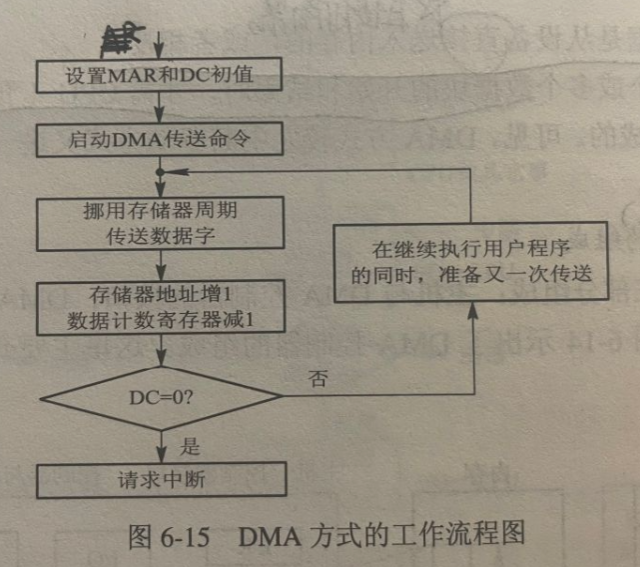 设置MAR和DC初值
启动DMA传送命令
挪用存储器周期
传送数据字
在继续执行用户程序
的同时，准备又一次传送
存储器地址增1
数据计数寄存器减1
DC=0?
否
是
请求中断
图 6-15 DMA 方式的工作流程图